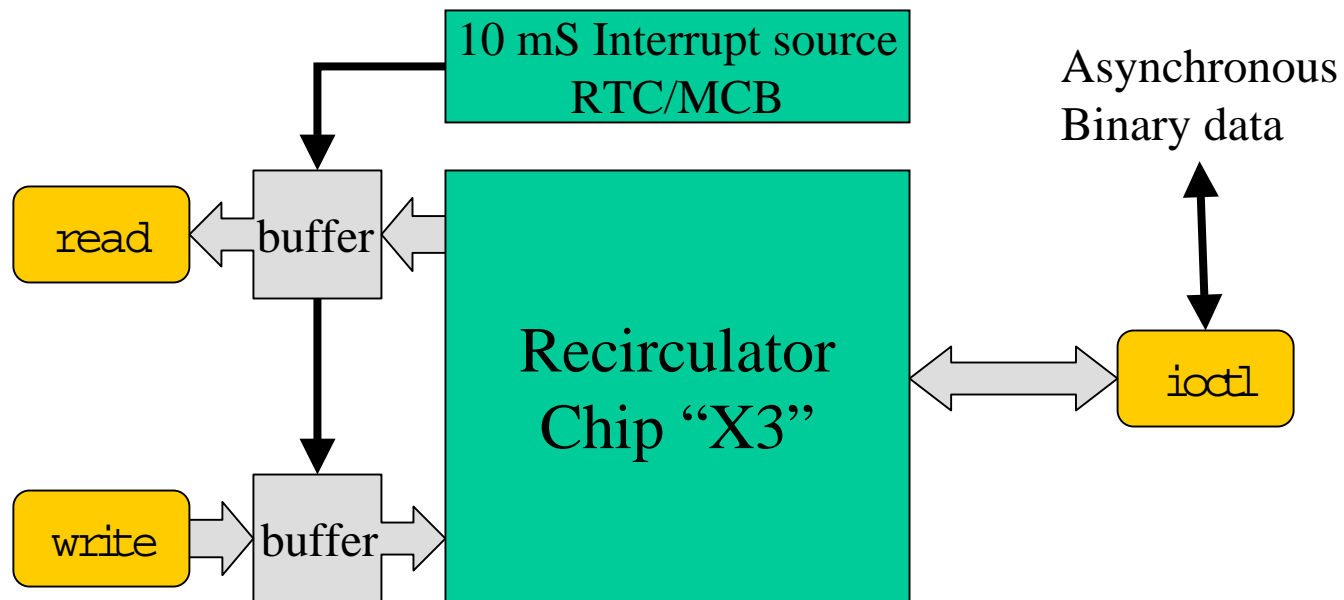 10 mS Interrupt source
RTC/MCB
Asynchronous
Binary data
read
buffer
Recirculator
Chip “X3”
ioctl
write
buffer